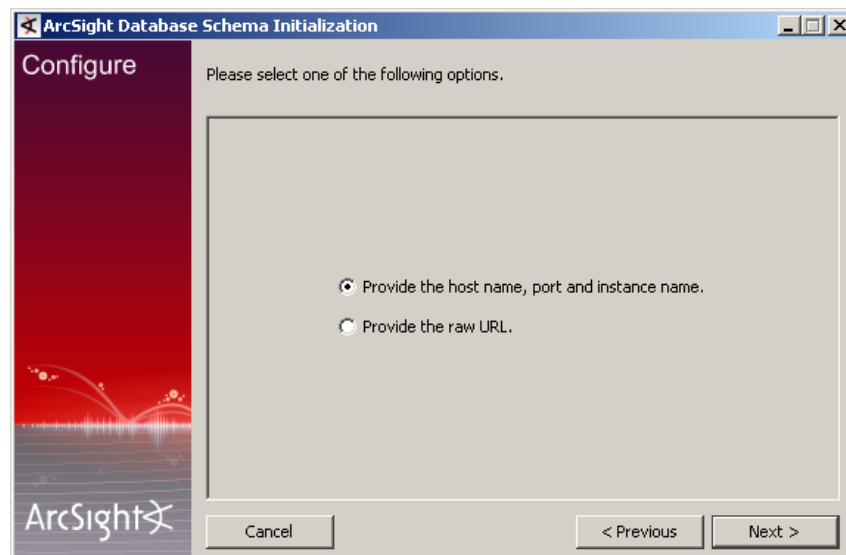 ArcSight Database Schema Initialization
Configure
Please select one of the following options.
Provide the host name, port and instance name.
Provide the raw URL.
ArcSight
Cancel
< Previous
Next >